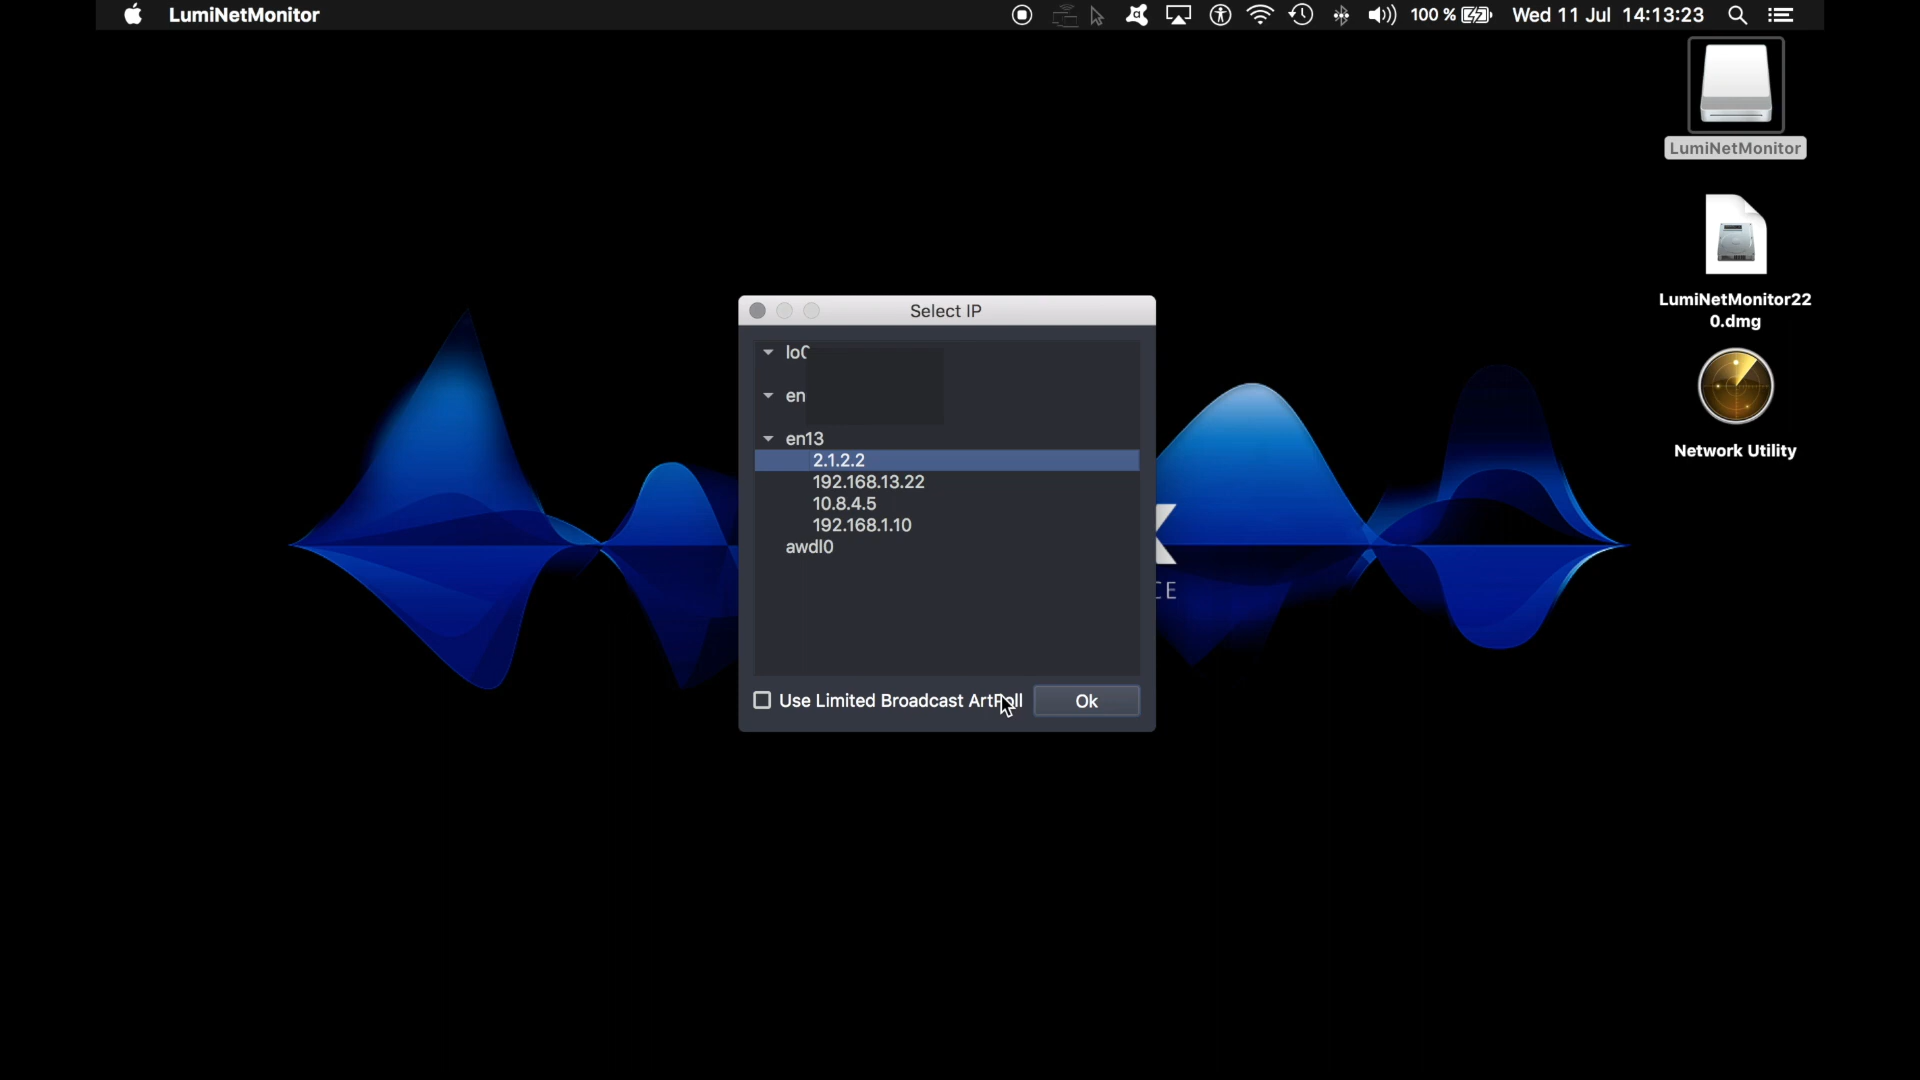 LumiNetMonitor
100 %
Wed 11 Jul 14:13:23
LumiNetMonitor
LumiNetMonitor22
0.dmg
Network Utility
Select IP
en
en13
2.1.2.2
192.168.13.22
10.8.4.5
192.168.1.10
awdl0
Use Limited Broadcast ArtPoll
Ok